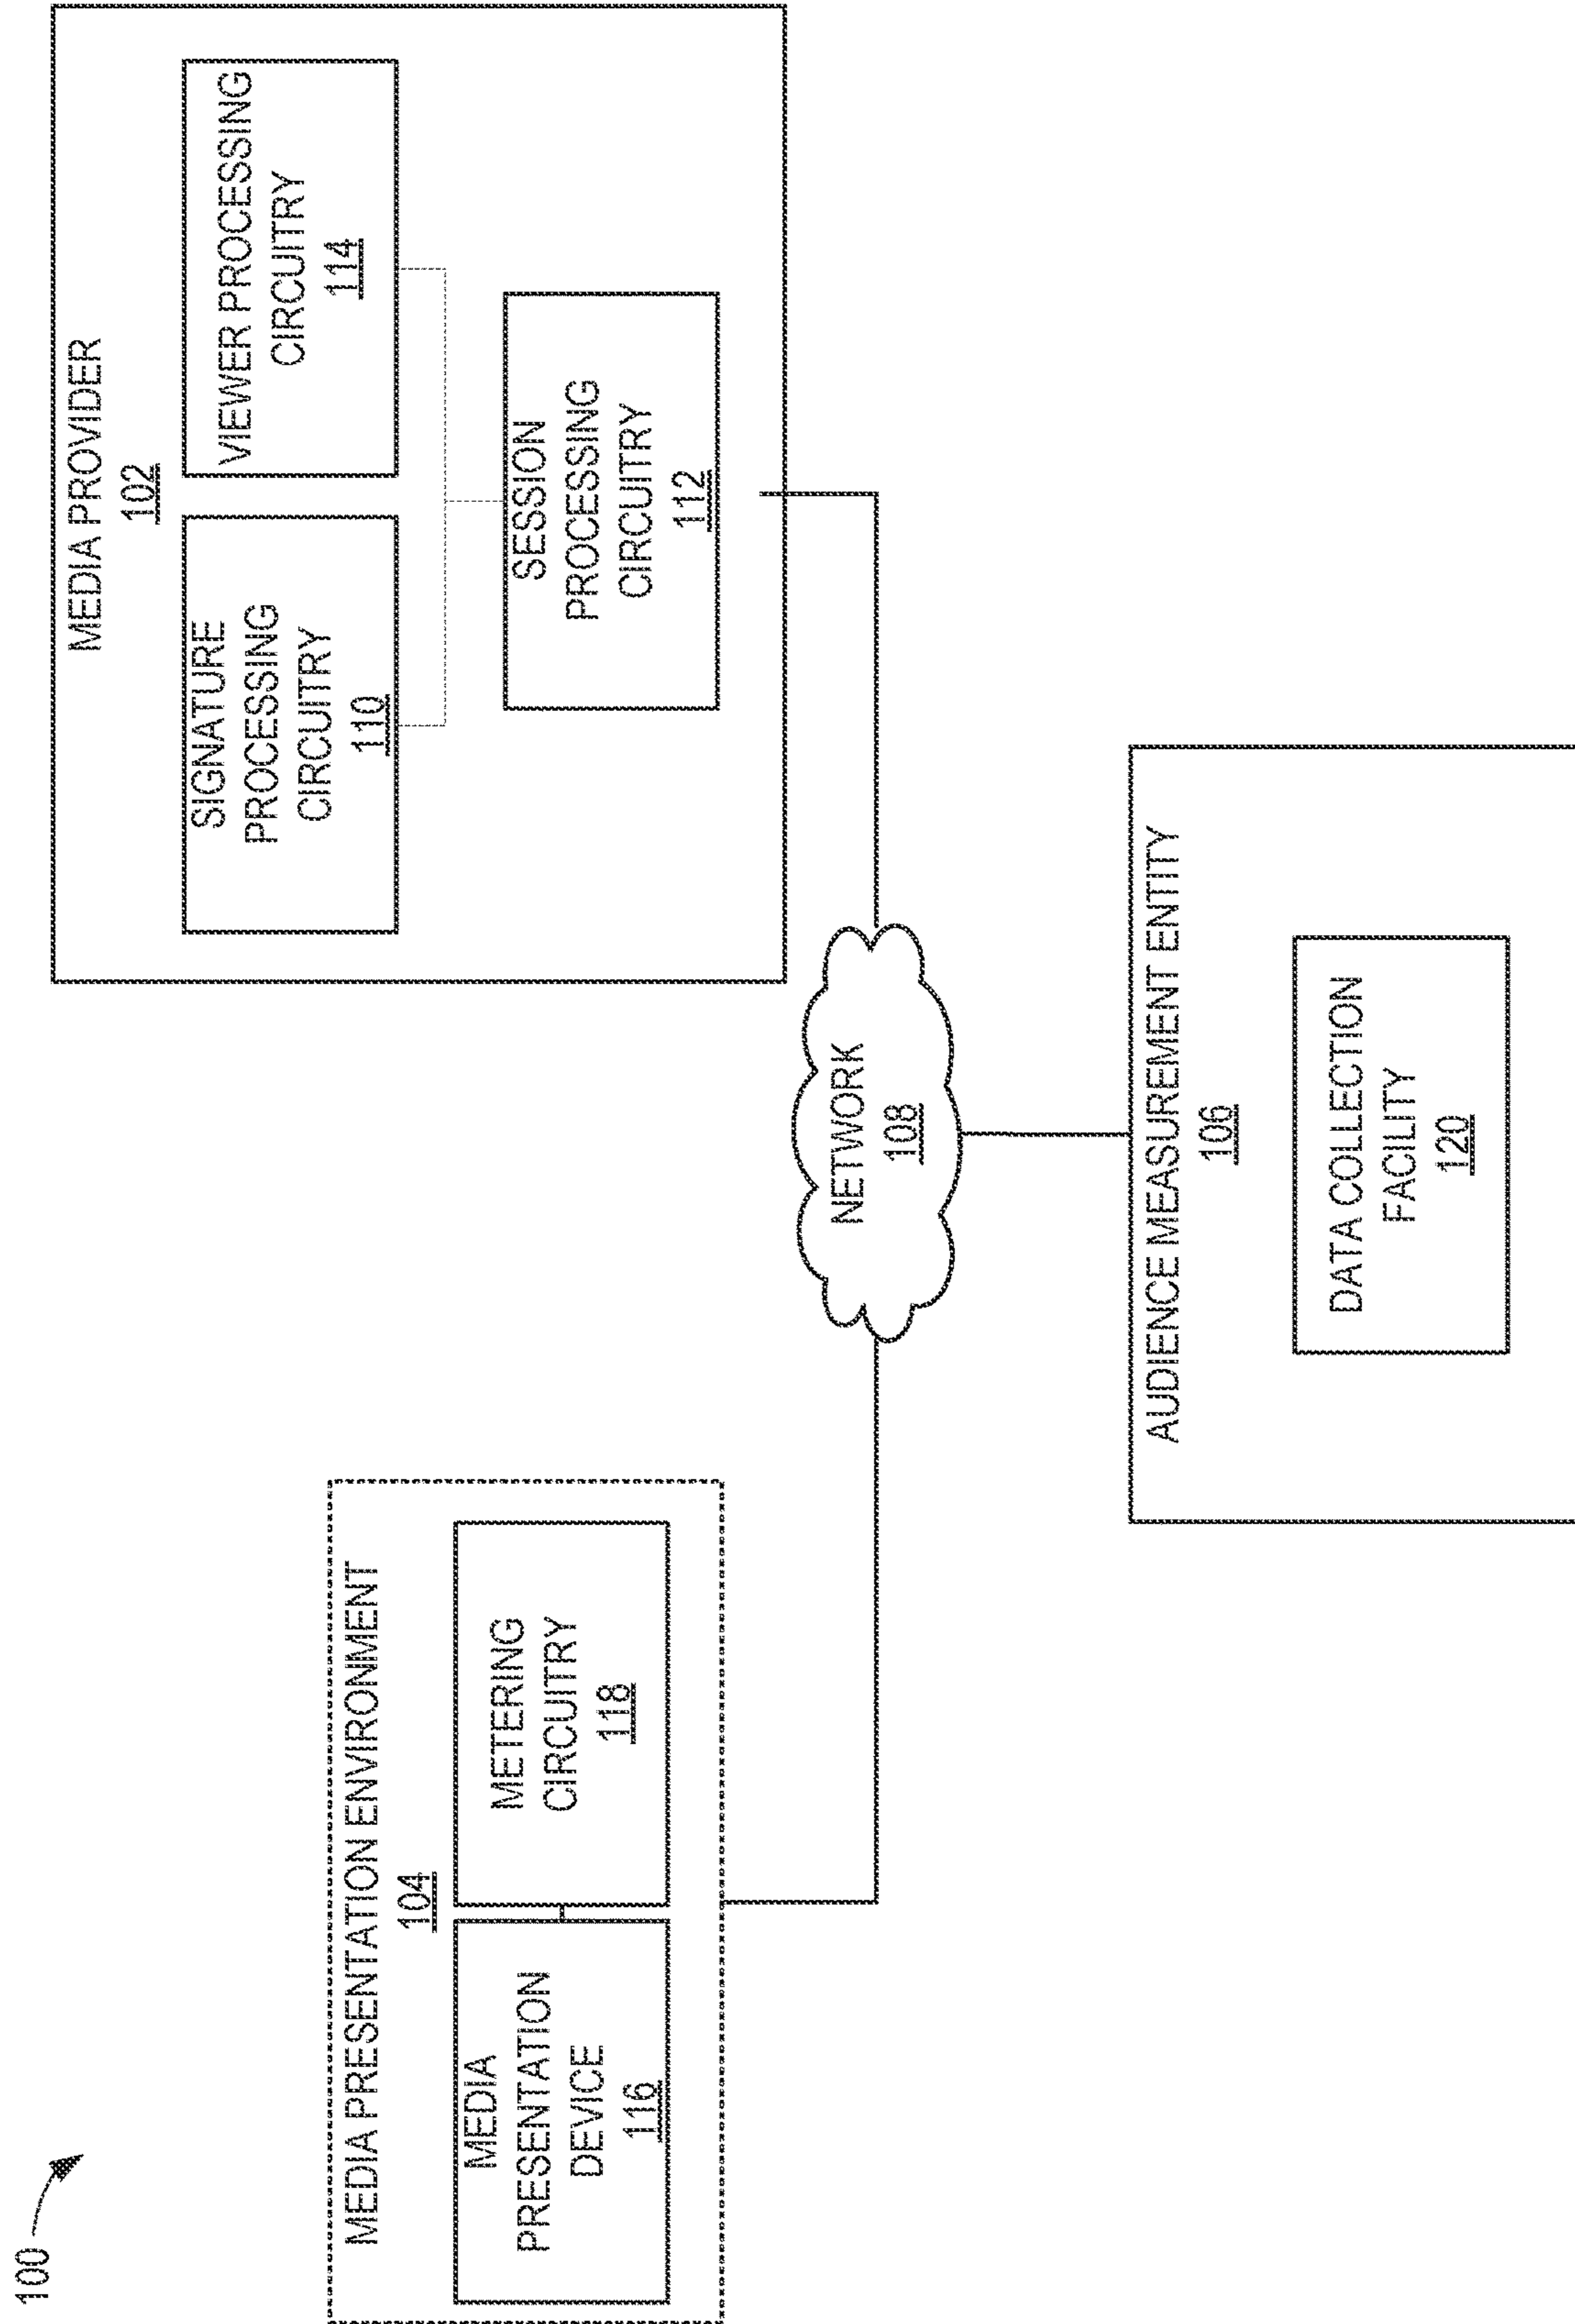 100
MEDIA PRESENTATION ENVIRONMENT
104
MEDIA
PRESENTATION
DEVICE
116
METERING
CIRCUITRY
118
MEDIA PROVIDER
102
SIGNATURE
PROCESSING
CIRCUITRY
110
VIEWER PROCESSING
CIRCUITRY
114
SESSION
PROCESSING
CIRCUITRY
112
NETWORK
108
AUDIENCE MEASUREMENT ENTITY
106
DATA COLLECTION
FACILITY
120